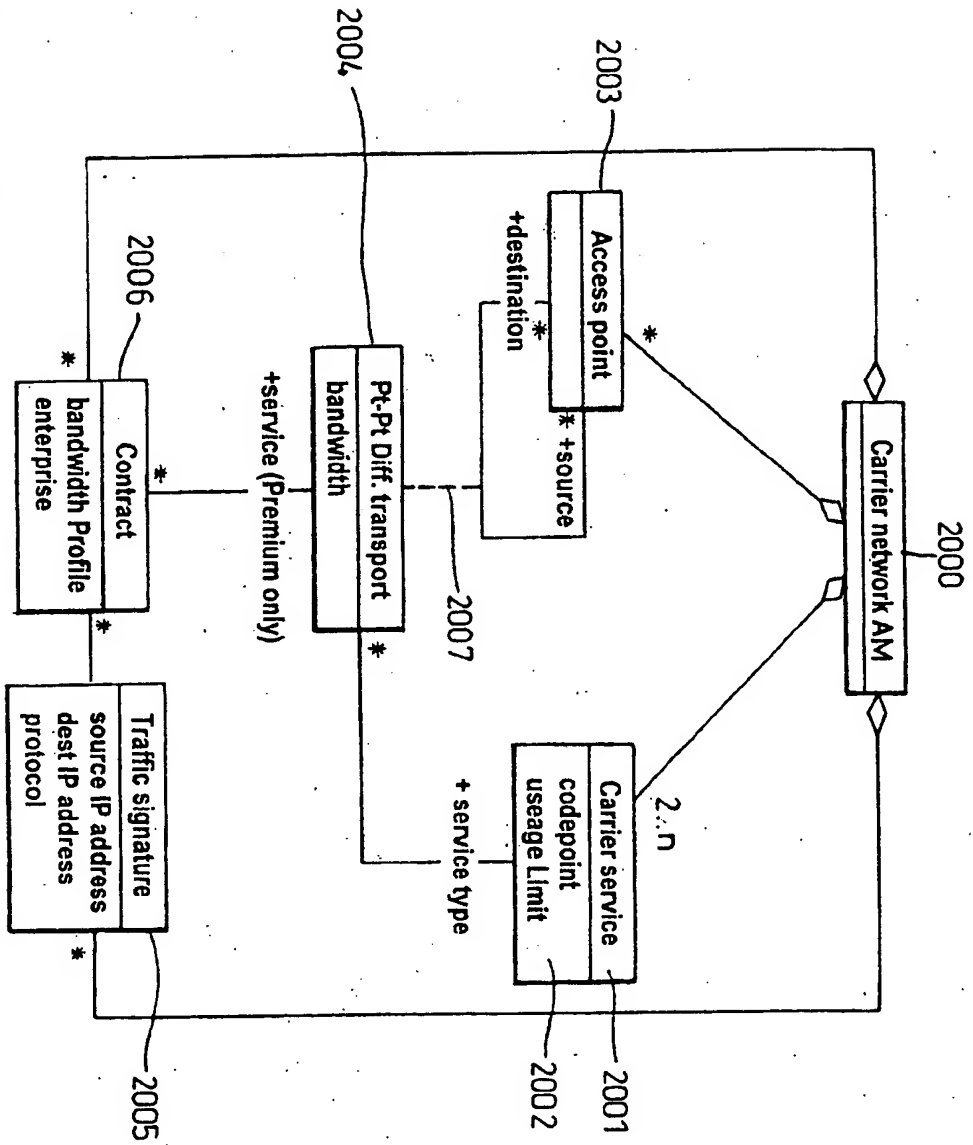 2000
Carrier network AM
2003
Access point
*
* +source
+destination
*
2..n
Carrier service
codepoint
useage LImit
2001
2002
+ service type
2007
2004
Pt-Pt Diff. transport
bandwidth
*
+service (Premium only)
*
2006
*
Contract
bandwidth Profile
enterprise
*
Traffic signature
source IP address
dest IP address
protocol
*
2005